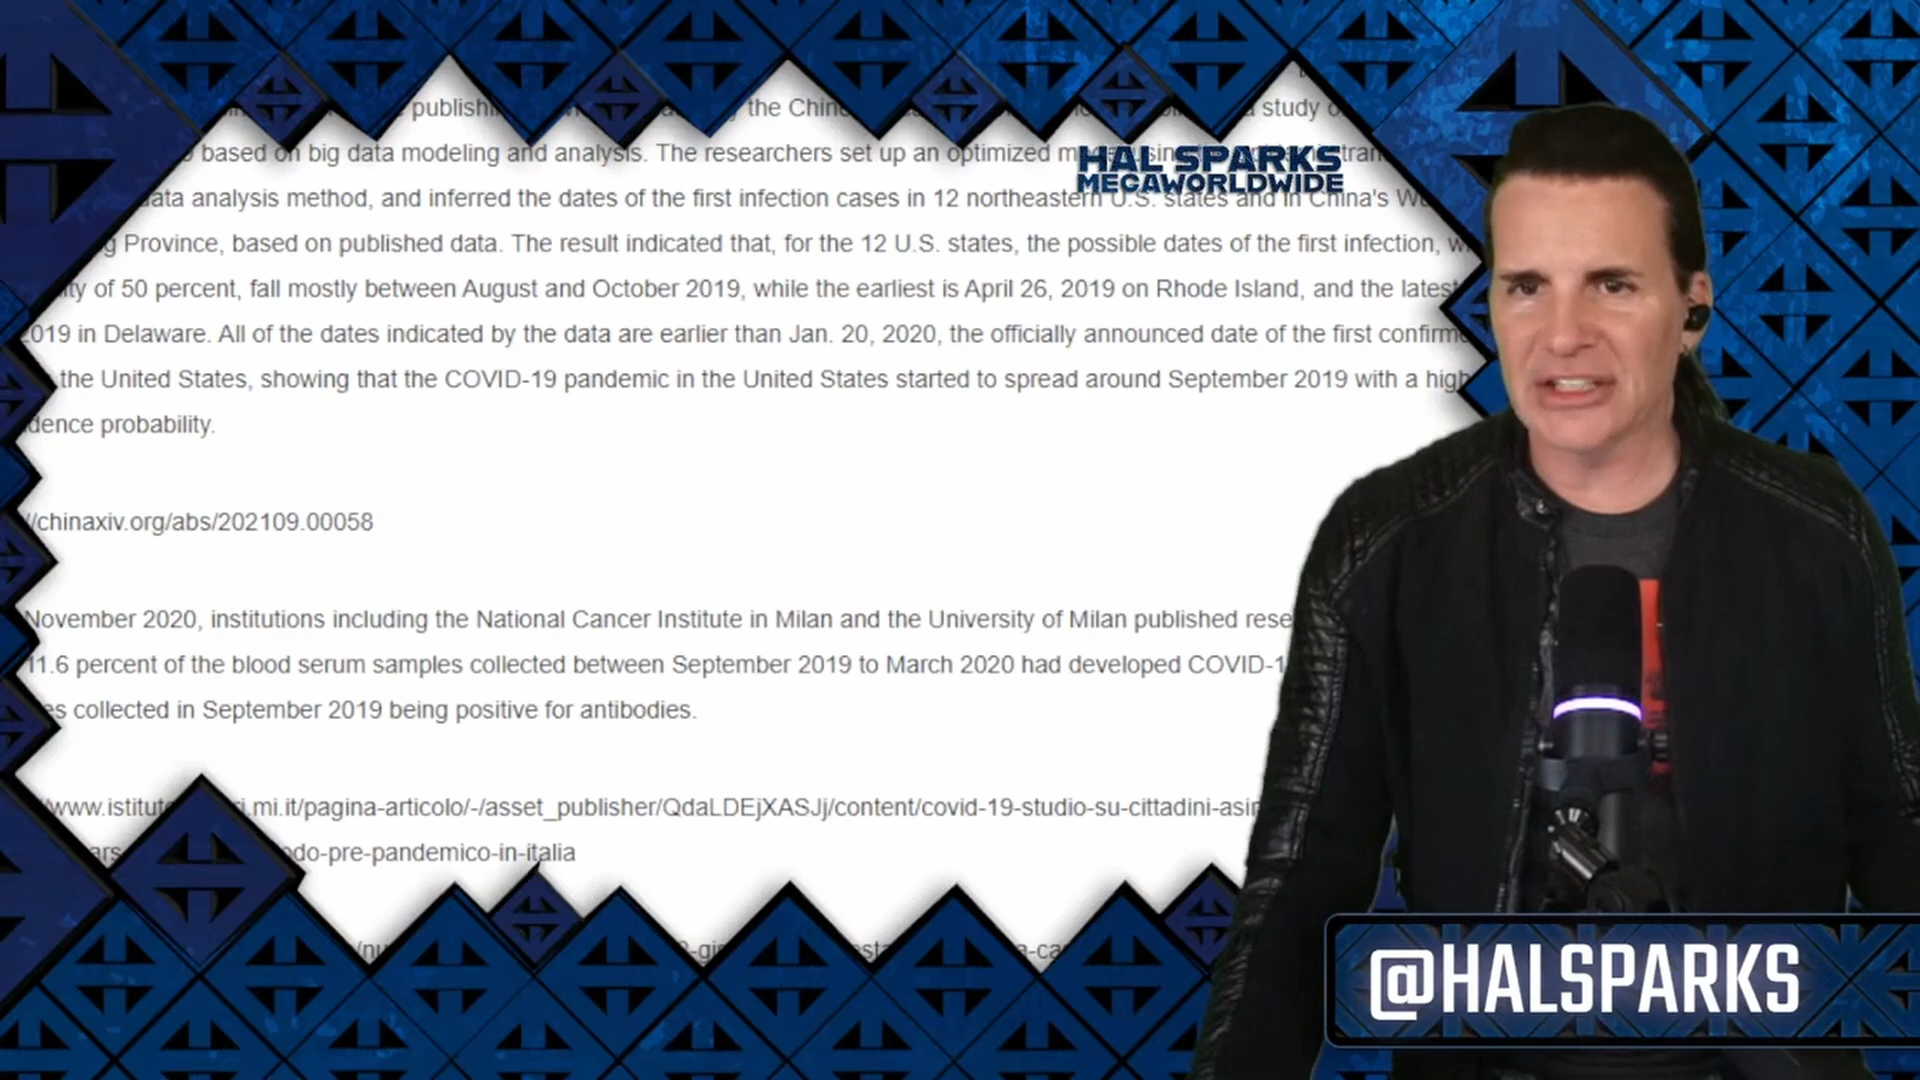 publishi the Chin study o
based on big data modeling and analysis. The researchers set up an optimized m
HAL SPARKS
MEGAWORLDWIDE
ata analysis method, and inferred the dates of the first infection cases in 12 northeastern U.S. states and in China's Wu
g Province, based on published data. The result indicated that, for the 12 U.S. states, the possible dates of the first infection, w
ity of 50 percent, fall mostly between August and October 2019, while the earliest is April 26, 2019 on Rhode Island, and the latest
2019 in Delaware. All of the dates indicated by the data are earlier than Jan. 20, 2020, the officially announced date of the first confirme
the United States, showing that the COVID-19 pandemic in the United States started to spread around September 2019 with a high
dence probability.
//chinaxiv.org/abs/202109.00058
November 2020, institutions including the National Cancer Institute in Milan and the University of Milan published rese
11.6 percent of the blood serum samples collected between September 2019 to March 2020 had developed COVID-1
es collected in September 2019 being positive for antibodies.
/www.istitut i.mi.it/pagina-articolo/-/asset_publisher/QdaLDEjXASJj/content/covid-19-studio-su-cittadini-asin
ars odo-pre-pandemico-in-italia
@HALSPARKS